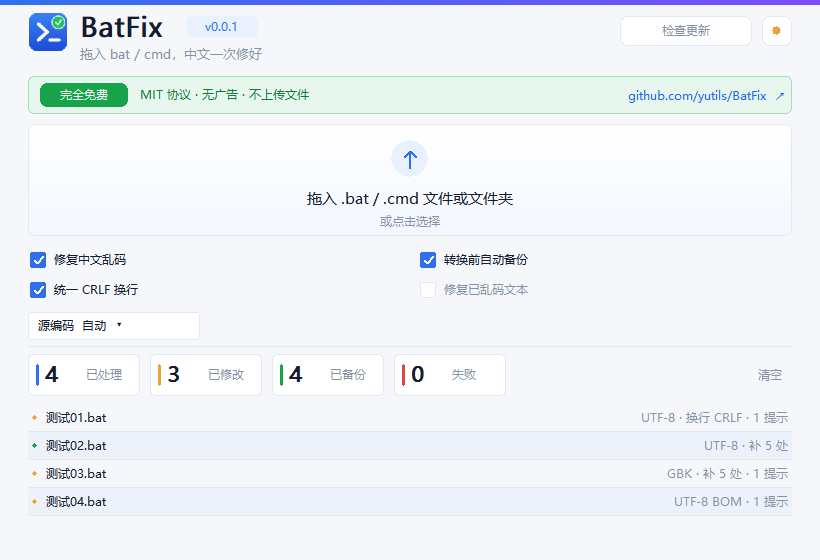 BatFix v0.0.1 检查更新
拖入 bat / cmd，中文一次修好
完全免费 MIT 协议 · 无广告 · 不上传文件 github.com/yutils/BatFix ↗
拖入 .bat / .cmd 文件或文件夹
或点击选择
修复中文乱码 转换前自动备份
统一 CRLF 换行 修复已乱码文本
源编码 自动
4 已处理 3 已修改 4 已备份 0 失败 清空
测试01.bat UTF-8 · 换行 CRLF · 1 提示
测试02.bat UTF-8 · 补 5 处
测试03.bat GBK · 补 5 处 · 1 提示
测试04.bat UTF-8 BOM · 1 提示